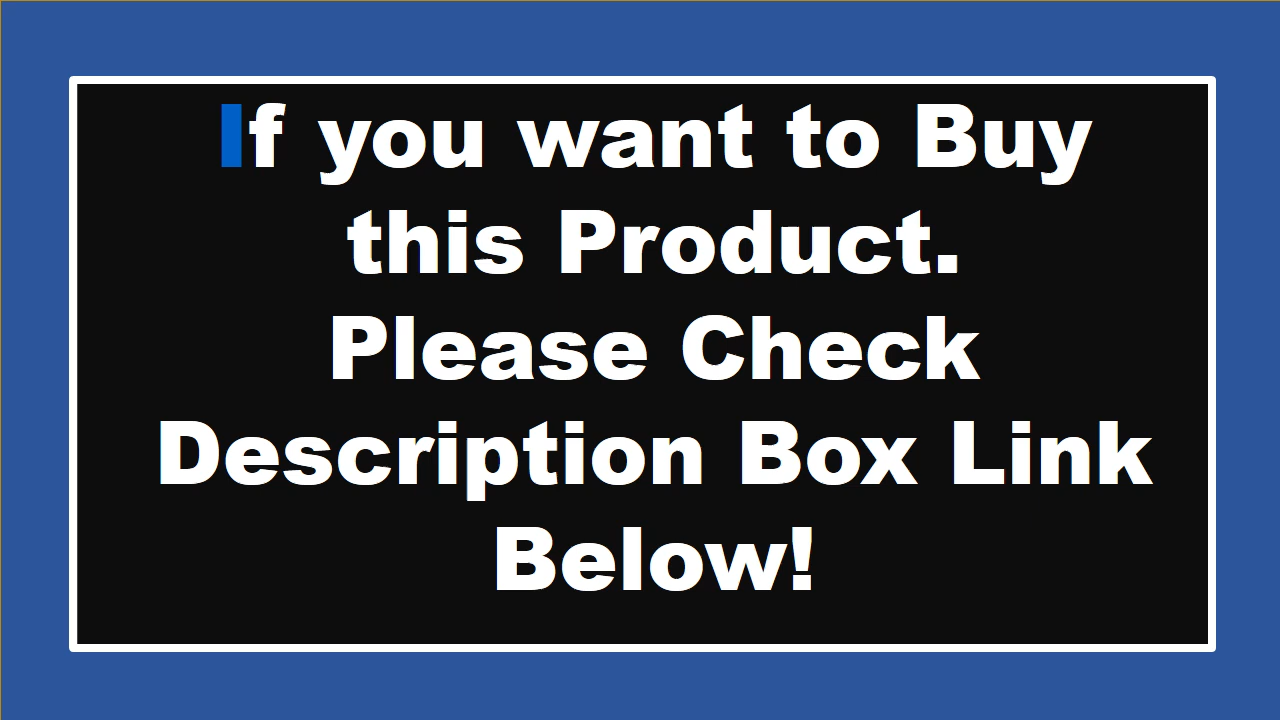 If you want to Buy
this Product.
Please Check
Description Box Link
Below!